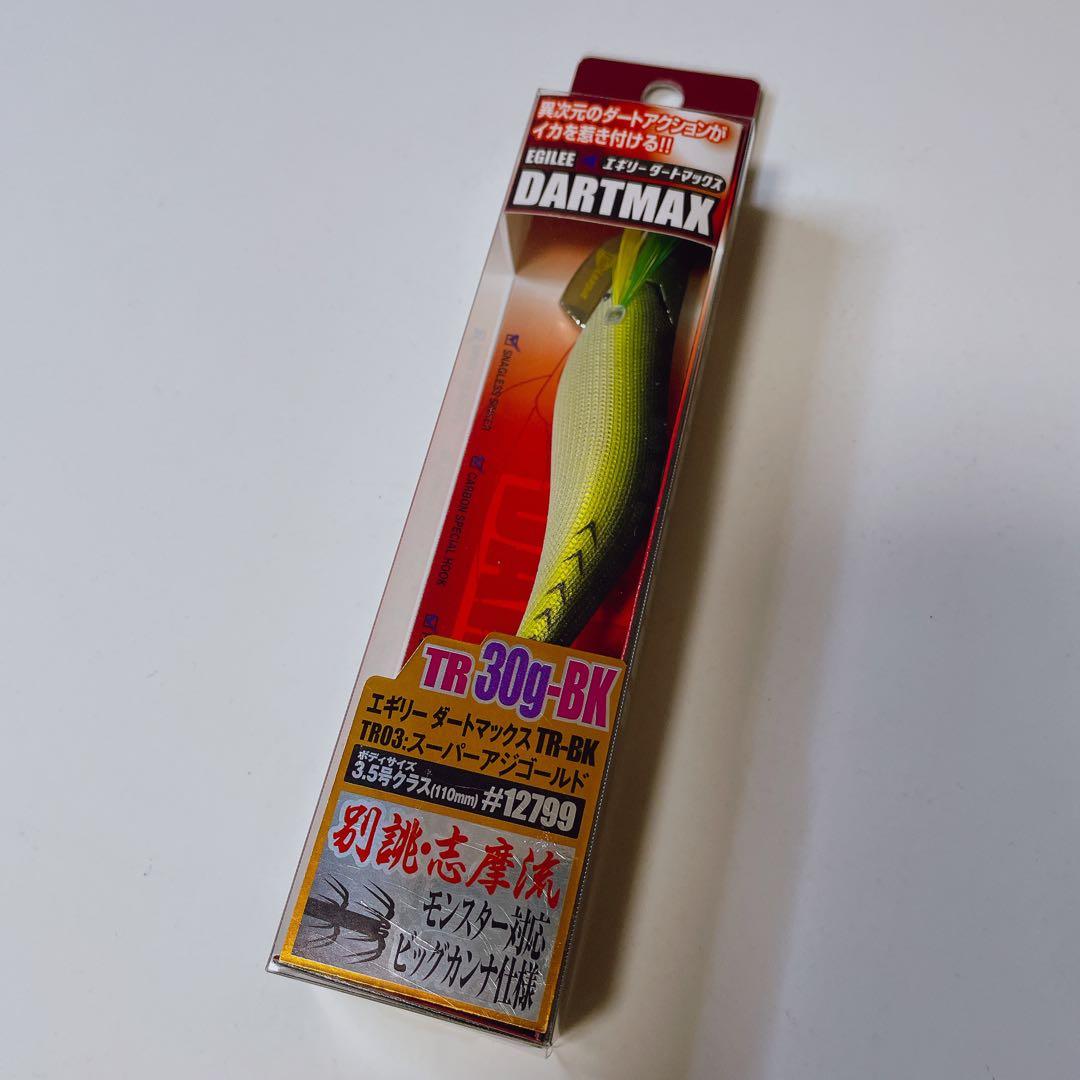 異次元のダートアクションが
イカを惹き付ける!!
EGILEE エギリー ダートマックス
DARTMAX
SNAGLESS SINKER
CARBON SPECIAL HOOK
TR 30g-BK
エギリー ダートマックス TR-BK
TR03:スーパーアジゴールド
ボディサイズ
3.5号クラス(110mm) #12799
別誂・志摩流
モンスター対応
ビッグカンナ仕様